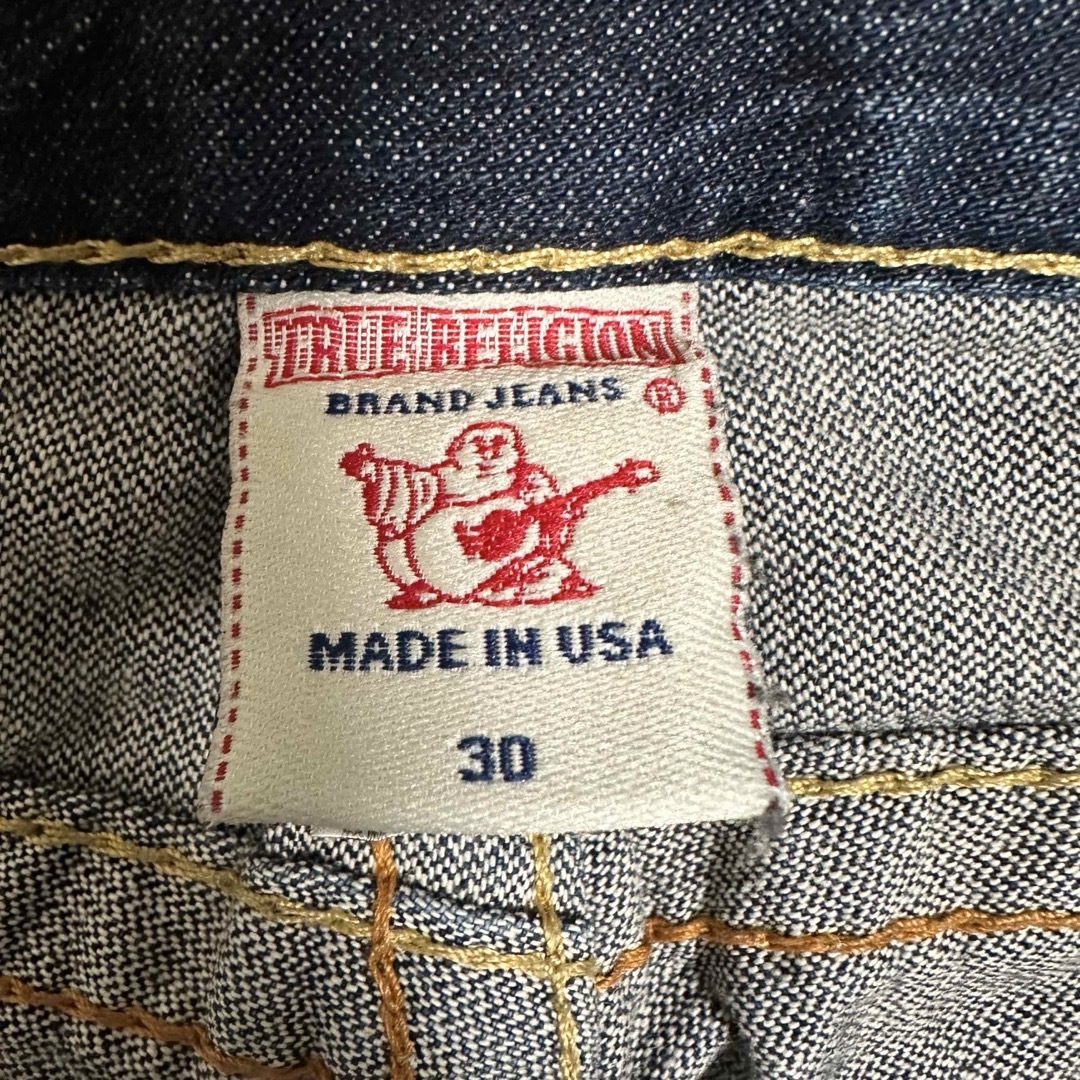 TRUE RELIGION
BRAND JEANS ®
MADE IN USA
30